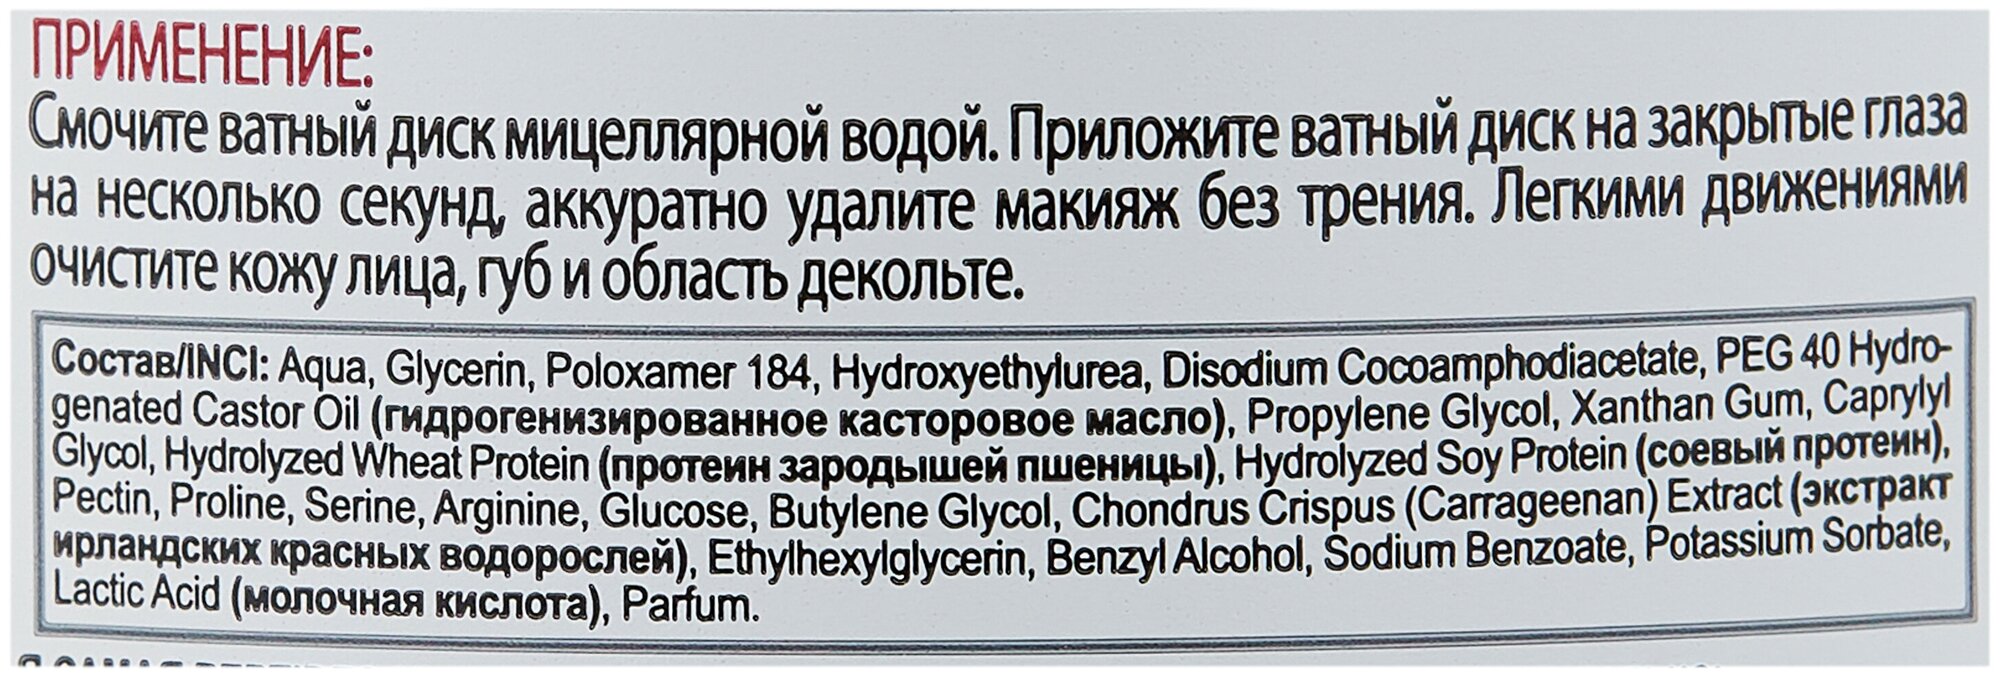 ПРИМЕНЕНИЕ:
Смочите ватный диск мицеллярной водой. Приложите ватный диск на закрытые глаза
на несколько секунд, аккуратно удалите макияж без трения. Легкими движениями
очистите кожу лица, губ и область декольте.
Состав/INCI: Aqua, Glycerin, Poloxamer 184, Hydroxyethylurea, Disodium Cocoamphodiacetate, PEG 40 Hydro-
genated Castor Oil (гидрогенизированное касторовое масло), Propylene Glycol, Xanthan Gum, Caprylyl
Glycol, Hydrolyzed Wheat Protein (протеин зародышей пшеницы), Hydrolyzed Soy Protein (соевый протеин),
Pectin, Proline, Serine, Arginine, Glucose, Butylene Glycol, Chondrus Crispus (Carrageenan) Extract (экстракт
ирландских красных водорослей), Ethylhexylglycerin, Benzyl Alcohol, Sodium Benzoate, Potassium Sorbate,
Lactic Acid (молочная кислота), Parfum.